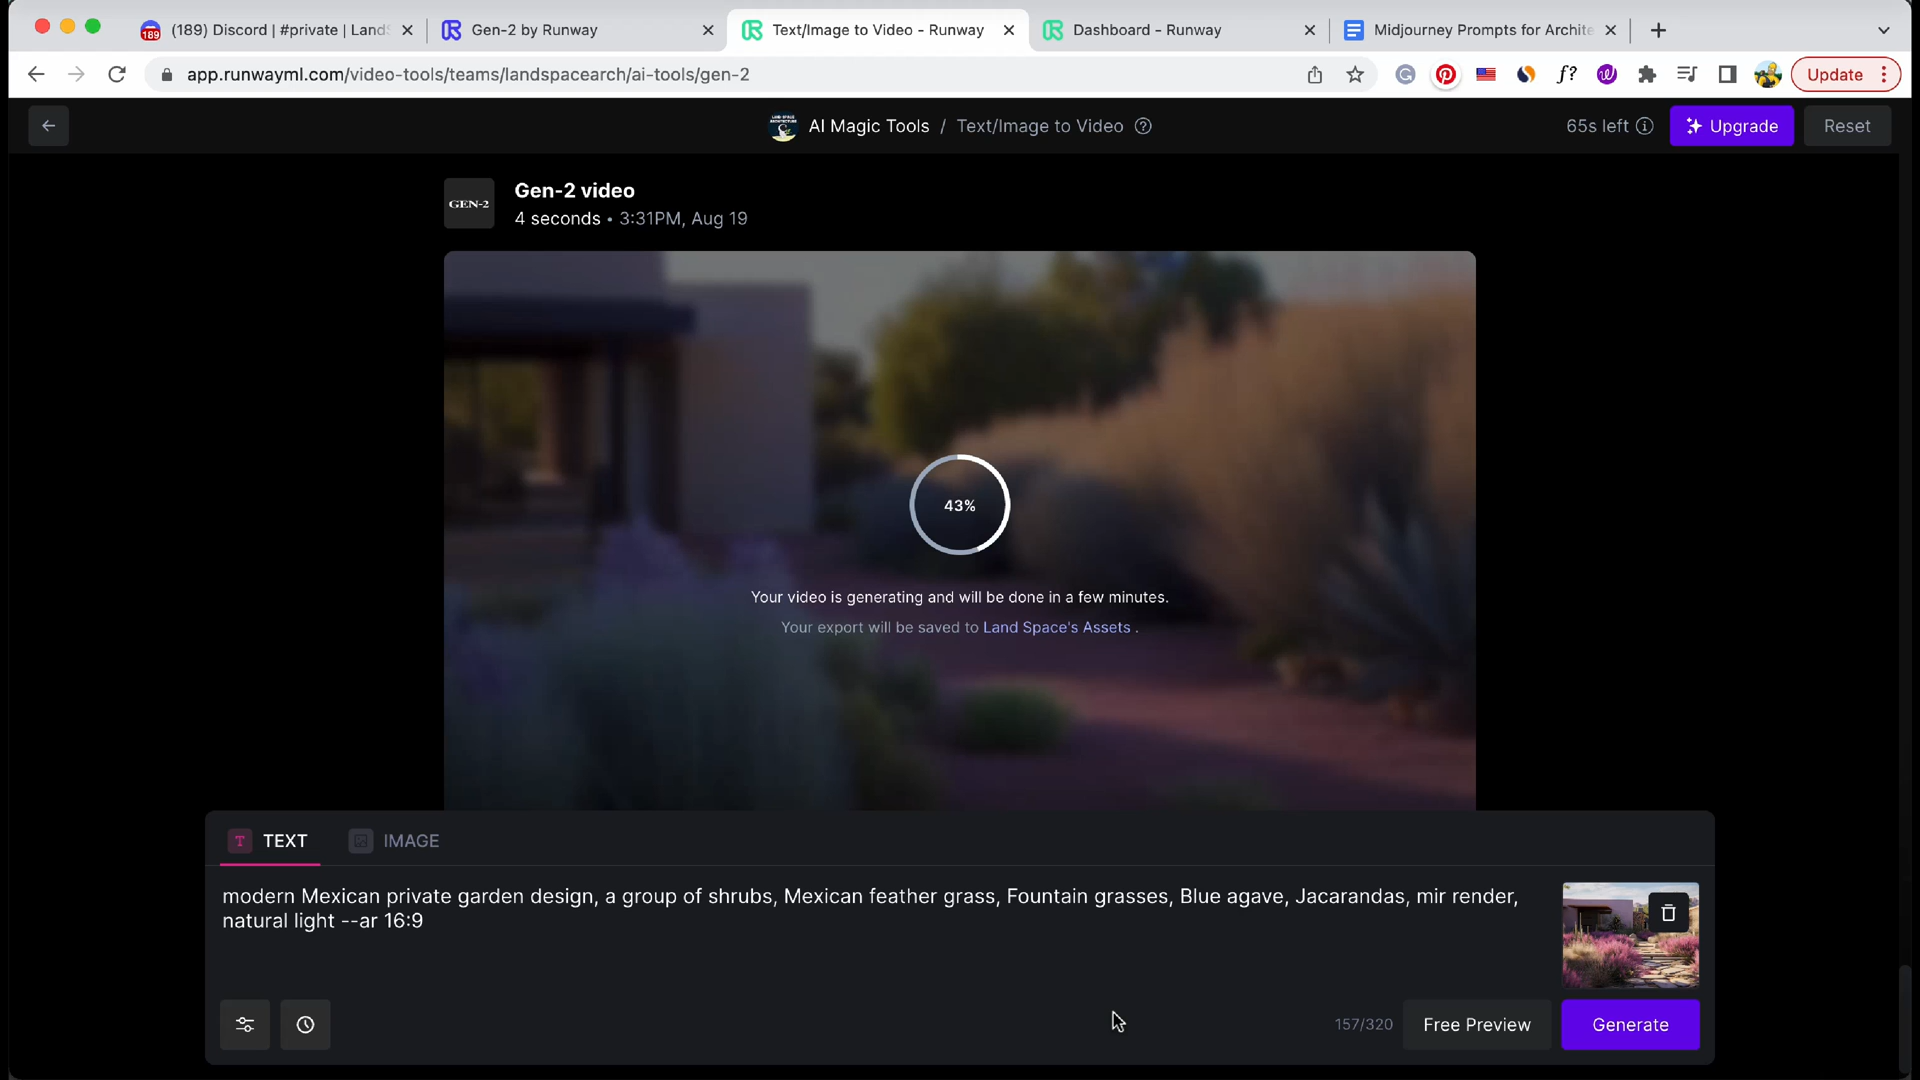 189
(189) Discord | #private | Land
Gen-2 by Runway
Text/Image to Video - Runway
Dashboard - Runway
Midjourney Prompts for Archite
app.runwayml.com/video-tools/teams/landspacearch/ai-tools/gen-2
f?
Update
AI Magic Tools / Text/Image to Video
65s left
Upgrade
Reset
GEN-2
Gen-2 video
4 seconds • 3:31PM, Aug 19
43%
Your video is generating and will be done in a few minutes.
Your export will be saved to Land Space's Assets .
T TEXT
IMAGE
modern Mexican private garden design, a group of shrubs, Mexican feather grass, Fountain grasses, Blue agave, Jacarandas, mir render,
natural light --ar 16:9
157/320
Free Preview
Generate